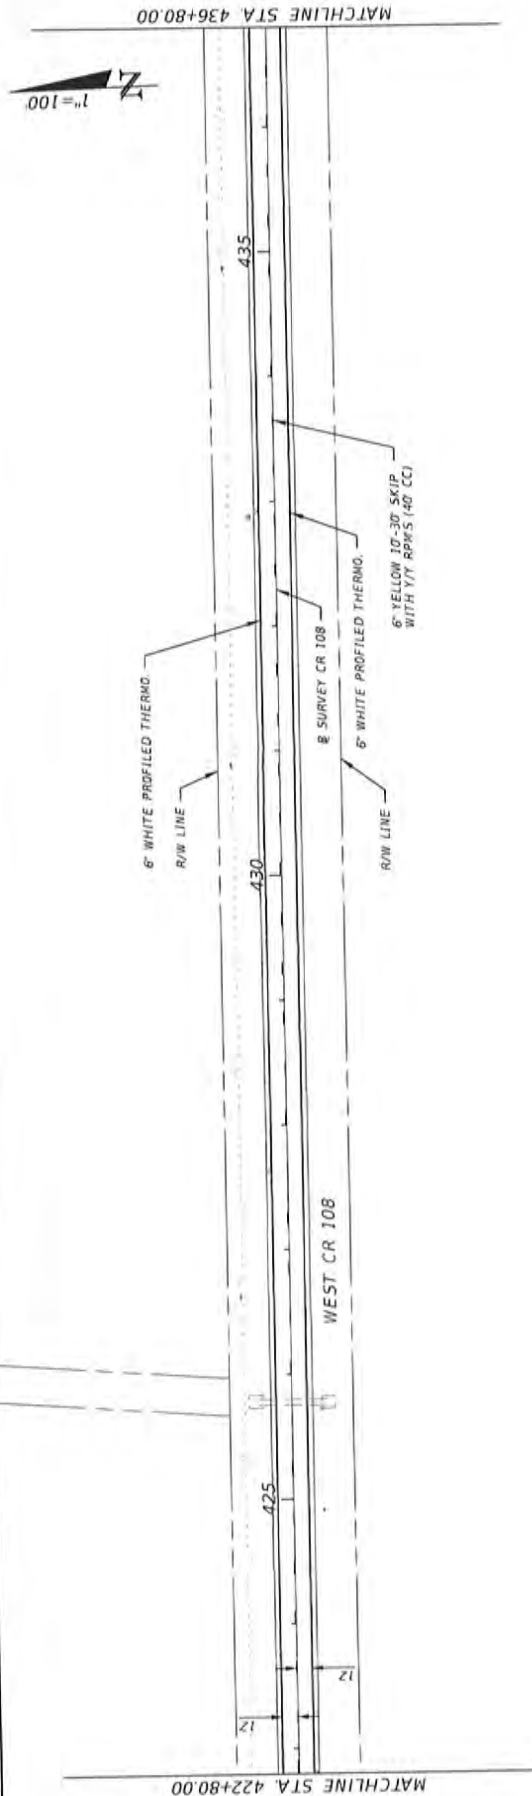 MATCHLINE STA. 436+80.00
N
1"=100'
435
6" WHITE PROFILED THERMO.
R/W LINE
6" YELLOW 10'-30' SKIP
WITH Y/Y RPM'S (40' CC)
6" WHITE PROFILED THERMO.
℄ SURVEY CR 108
R/W LINE
430
WEST CR 108
425
12'
12'
MATCHLINE STA. 422+80.00